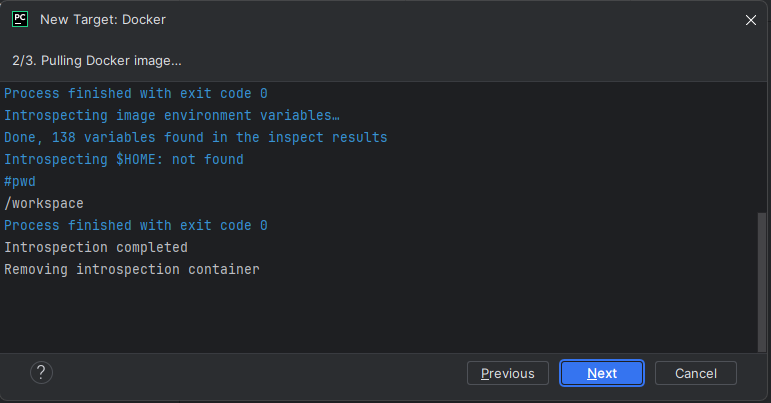 PC New Target: Docker
2/3. Pulling Docker image...
Process finished with exit code 0
Introspecting image environment variables…
Done, 138 variables found in the inspect results
Introspecting $HOME: not found
#pwd
/workspace
Process finished with exit code 0
Introspection completed
Removing introspection container
? Previous Next Cancel